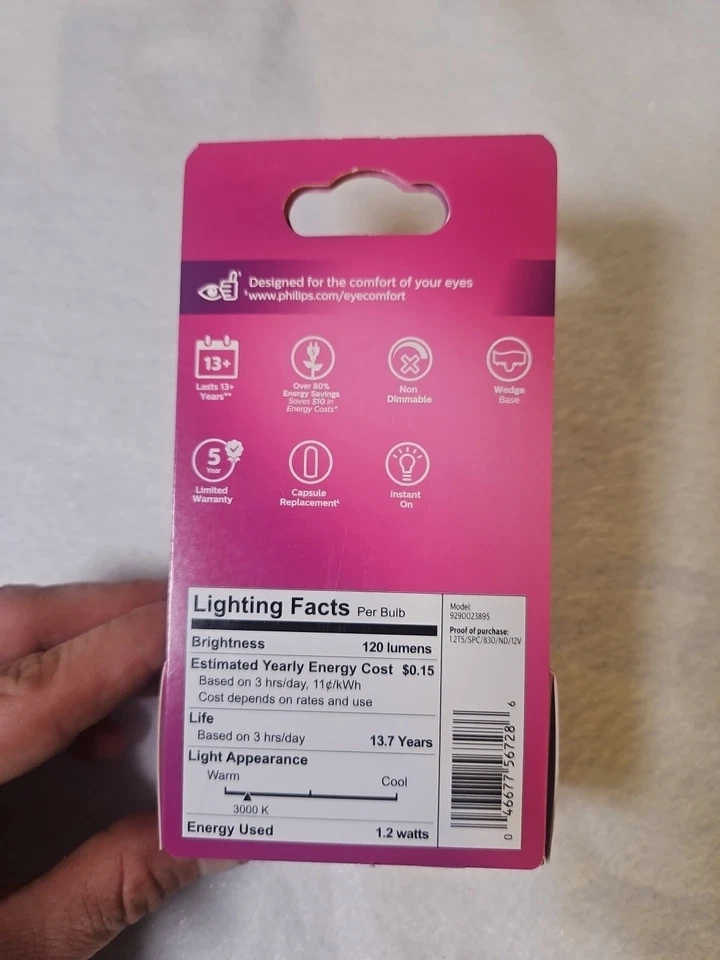 Designed for the comfort of your eyes
¹www.philips.com/eyecomfort
13+
Lasts 13+
Years**
Over 80%
Energy Savings
Saves $10 in
Energy Costs*
Non
Dimmable
Wedge
Base
5
Year
Limited
Warranty
Capsule
Replacement
Instant
On
Lighting Facts Per Bulb
Brightness 120 lumens
Estimated Yearly Energy Cost $0.15
Based on 3 hrs/day, 11¢/kWh
Cost depends on rates and use
Life
Based on 3 hrs/day 13.7 Years
Light Appearance
Warm Cool
3000 K
Energy Used 1.2 watts
Model:
9290023895
Proof of purchase:
1.2T5/SPC/830/ND/12V
0 46677 56728 6